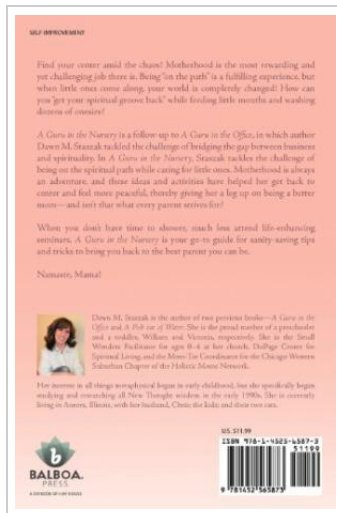 SELF IMPROVEMENT
Find your center amid the chaos! Motherhood is the most rewarding and
yet challenging job there is. Being "on the path" is a fulfilling experience, but
when little ones come along, your world is completely changed! How can
you "get your spiritual groove back" while feeding little mouths and washing
dozens of onesies?
A Guru in the Nursery is a follow-up to A Guru in the Office, in which author
Dawn M. Staszak tackled the challenge of bridging the gap between business
and spirituality. In A Guru in the Nursery, Staszak tackles the challenge
of being on the spiritual path while caring for little ones. Motherhood is always
an adventure, and these ideas and activities have helped her get back to
center and feel more peaceful, thereby giving her a leg up on being a better
mom—and isn't that what every parent strives for?
When you don't have time to shower, much less attend life-enhancing
seminars, A Guru in the Nursery is your go-to guide for sanity-saving tips
and tricks to bring you back to the best parent you can be.
Namaste, Mama!
Dawn M. Staszak is the author of two previous books—A Guru in the
Office and A Fish out of Water. She is the proud mother of a preschooler
and a toddler, William and Victoria, respectively. She is the Small
Wonders Facilitator for ages 0–4 at her church, DuPage Center for
Spiritual Living, and the Mom-Tor Coordinator for the Chicago Western
Suburban Chapter of the Holistic Moms Network.
Her interest in all things metaphysical began in early childhood, but she specifically began
studying and researching all New Thought wisdom in the early 1990s. She is currently
living in Aurora, Illinois, with her husband, Chris; the kids; and their two cats.
U.S. $11.99
ISBN 978-1-4525-6587-3
51199
9 781452 565873
b
BALBOA
PRESS
A DIVISION OF HAY HOUSE